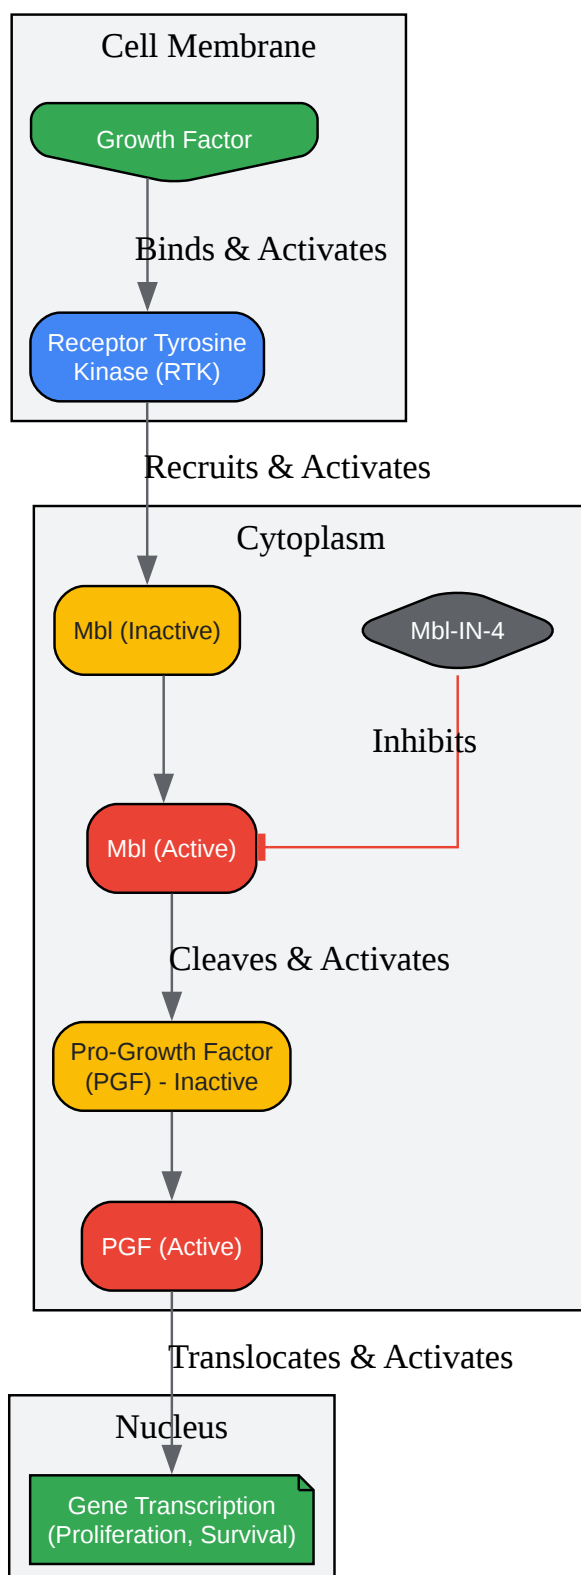 Cell Membrane
Growth Factor
Binds & Activates
Receptor Tyrosine
Kinase (RTK)
Recruits & Activates
Cytoplasm
Mbl (Inactive)
Mbl-IN-4
Inhibits
Mbl (Active)
Cleaves & Activates
Pro-Growth Factor
(PGF) - Inactive
PGF (Active)
Translocates & Activates
Nucleus
Gene Transcription
(Proliferation, Survival)